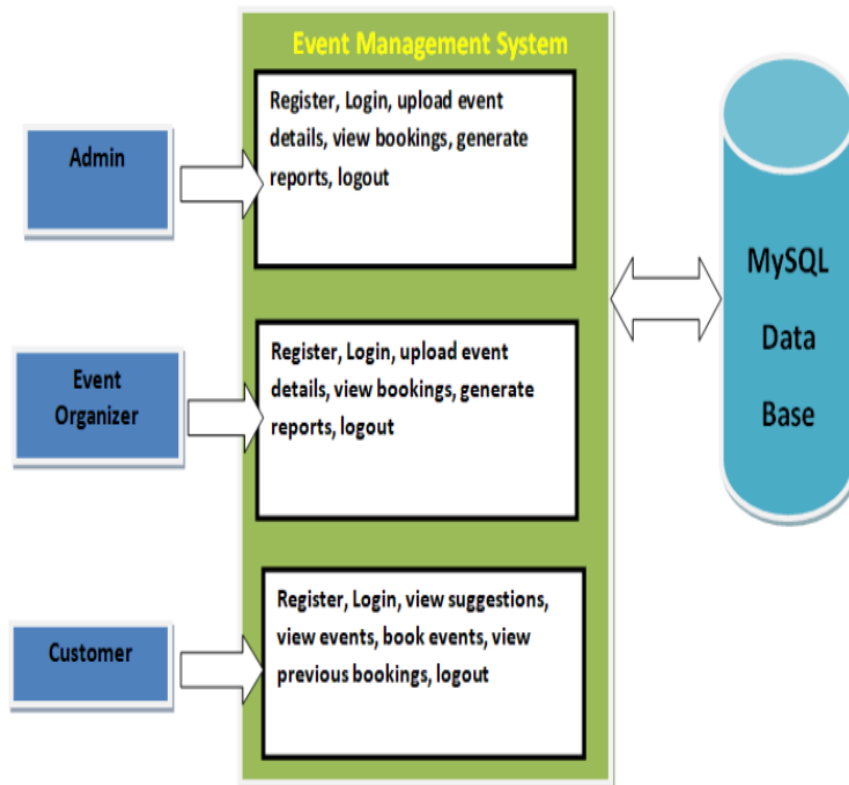 Event Management System
Admin
Register, Login, upload event
details, view bookings, generate
reports, logout
Event
Organizer
Register, Login, upload event
details, view bookings, generate
reports, logout
Customer
Register, Login, view suggestions,
view events, book events, view
previous bookings, logout
MySQL
Data
Base